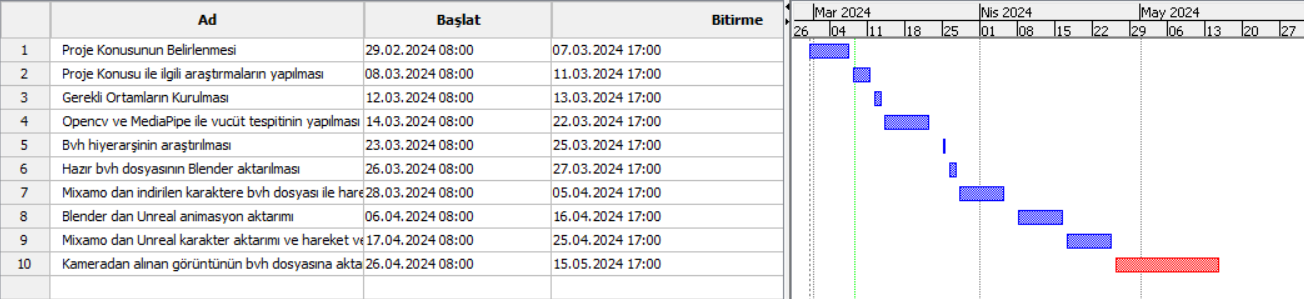 Ad Başlat Bitirme
1 Proje Konusunun Belirlenmesi 29.02.2024 08:00 07.03.2024 17:00
2 Proje Konusu ile ilgili araştırmaların yapılması 08.03.2024 08:00 11.03.2024 17:00
3 Gerekli Ortamların Kurulması 12.03.2024 08:00 13.03.2024 17:00
4 Opencv ve MediaPipe ile vucüt tespitinin yapılması 14.03.2024 08:00 22.03.2024 17:00
5 Bvh hiyerarşinin araştırılması 23.03.2024 08:00 25.03.2024 17:00
6 Hazır bvh dosyasının Blender aktarılması 26.03.2024 08:00 27.03.2024 17:00
7 Mixamo dan indirilen karaktere bvh dosyası ile hare 28.03.2024 08:00 05.04.2024 17:00
8 Blender dan Unreal animasyon aktarımı 06.04.2024 08:00 16.04.2024 17:00
9 Mixamo dan Unreal karakter aktarımı ve hareket ve 17.04.2024 08:00 25.04.2024 17:00
10 Kameradan alınan görüntünün bvh dosyasına akta 26.04.2024 08:00 15.05.2024 17:00
Mar 2024 Nis 2024 May 2024
26 04 11 18 25 01 08 15 22 29 06 13 20 27